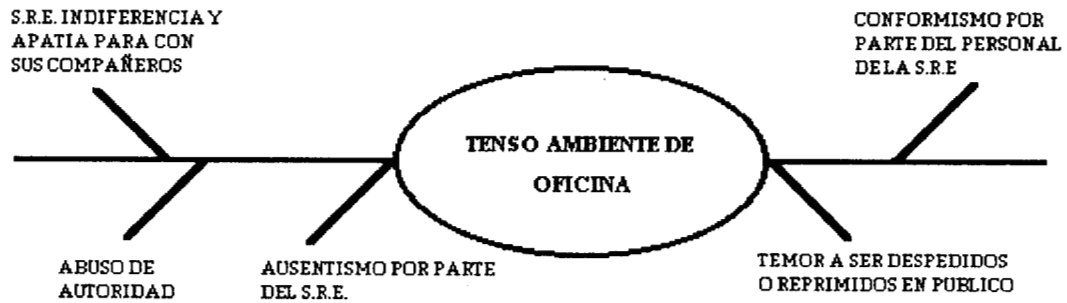 S.R.E. INDIFERENCIA Y
APATIA PARA CON
SUS COMPAÑEROS
CONFORMISMO POR
PARTE DEL PERSONAL
DE LA S.R.E
TENSO AMBIENTE DE
OFICINA
ABUSO DE
AUTORIDAD
AUSENTISMO POR PARTE
DEL S.R.E.
TEMOR A SER DESPEDIDOS
O REPRIMIDOS EN PUBLICO